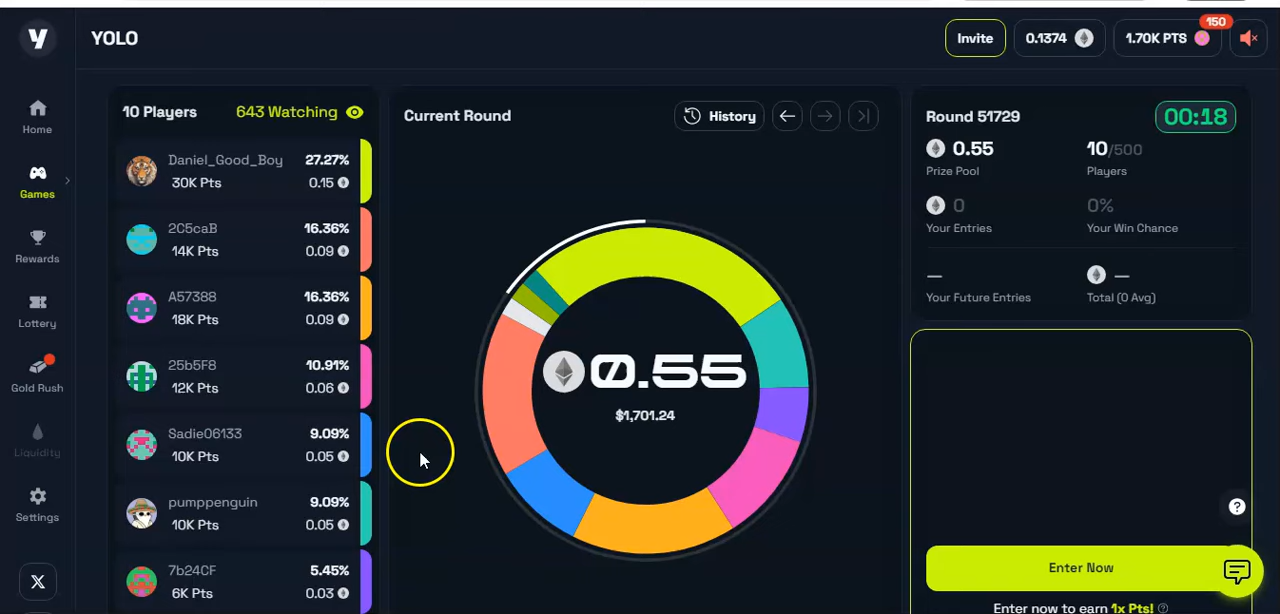 Y
YOLO
Invite
0.1374
1.70K PTS
150
Home
Games
Rewards
Lottery
Gold Rush
Liquidity
Settings
X
10 Players
643 Watching
Daniel_Good_Boy 27.27%
30K Pts 0.15
2C5caB 16.36%
14K Pts 0.09
A57388 16.36%
18K Pts 0.09
25b5F8 10.91%
12K Pts 0.06
Sadie06133 9.09%
10K Pts 0.05
pumppenguin 9.09%
10K Pts 0.05
7b24CF 5.45%
6K Pts 0.03
Current Round
History
0.55
$1,701.24
Round 51729
00:18
0.55
Prize Pool
10/500
Players
0
Your Entries
0%
Your Win Chance
—
Your Future Entries
—
Total (0 Avg)
?
Enter Now
Enter now to earn 1x Pts! ?